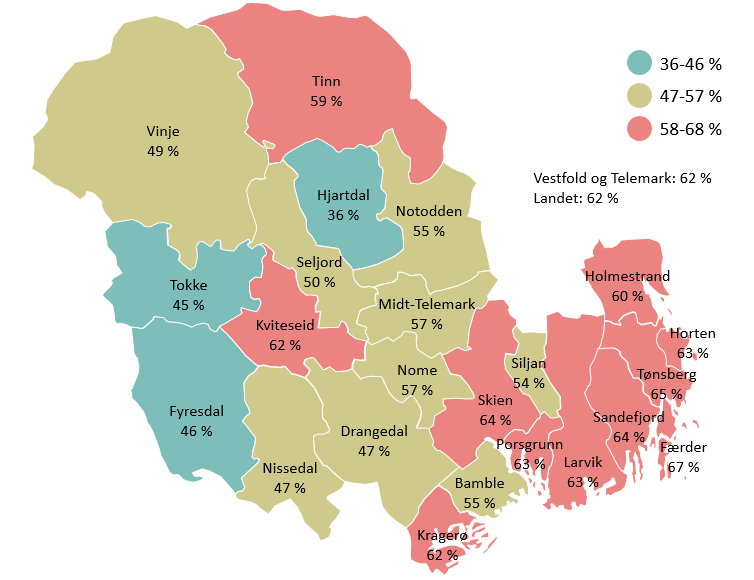 Tinn
59 %
36-46 %
47-57 %
58-68 %
Vinje
49 %
Vestfold og Telemark: 62 %
Landet: 62 %
Hjartdal
36 %
Notodden
55 %
Seljord
50 %
Holmestrand
60 %
Tokke
45 %
Midt-Telemark
57 %
Kviteseid
62 %
Horten
63 %
Siljan
54 %
Nome
57 %
Tønsberg
65 %
Skien
64 %
Fyresdal
46 %
Sandefjord
64 %
Drangedal
47 %
Porsgrunn
63 %
Færder
67 %
Nissedal
47 %
Larvik
63 %
Bamble
55 %
Kragerø
62 %